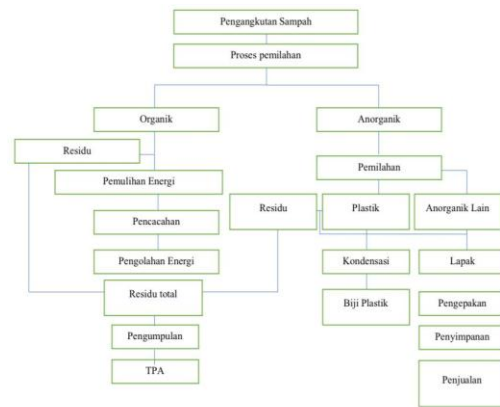 Pengangkutan Sampah
Proses pemilahan
Organik
Anorganik
Residu
Pemilahan
Pemulihan Energi
Residu
Plastik
Anorganik Lain
Pencacahan
Pengolahan Energi
Kondensasi
Lapak
Residu total
Biji Plastik
Pengepakan
Pengumpulan
Penyimpanan
TPA
Penjualan